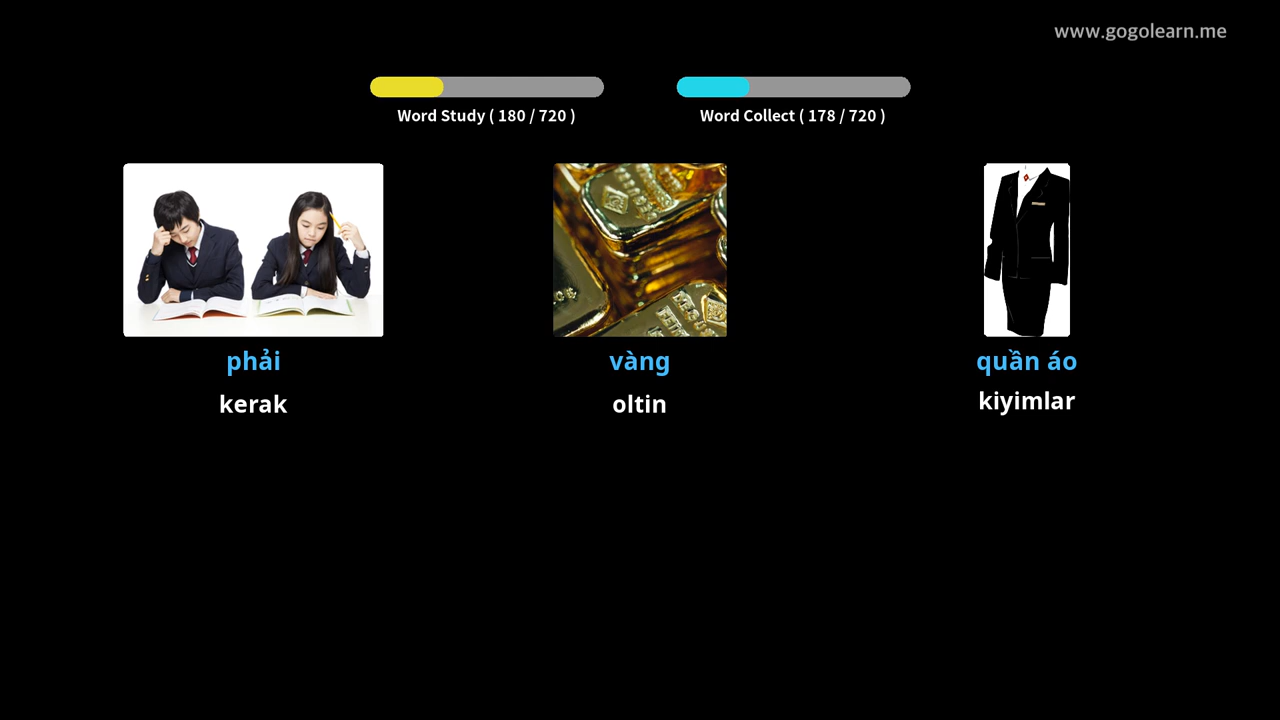 www.gogolearn.me
Word Study ( 180 / 720 )
Word Collect ( 178 / 720 )
phải
vàng
quần áo
kerak
oltin
kiyimlar